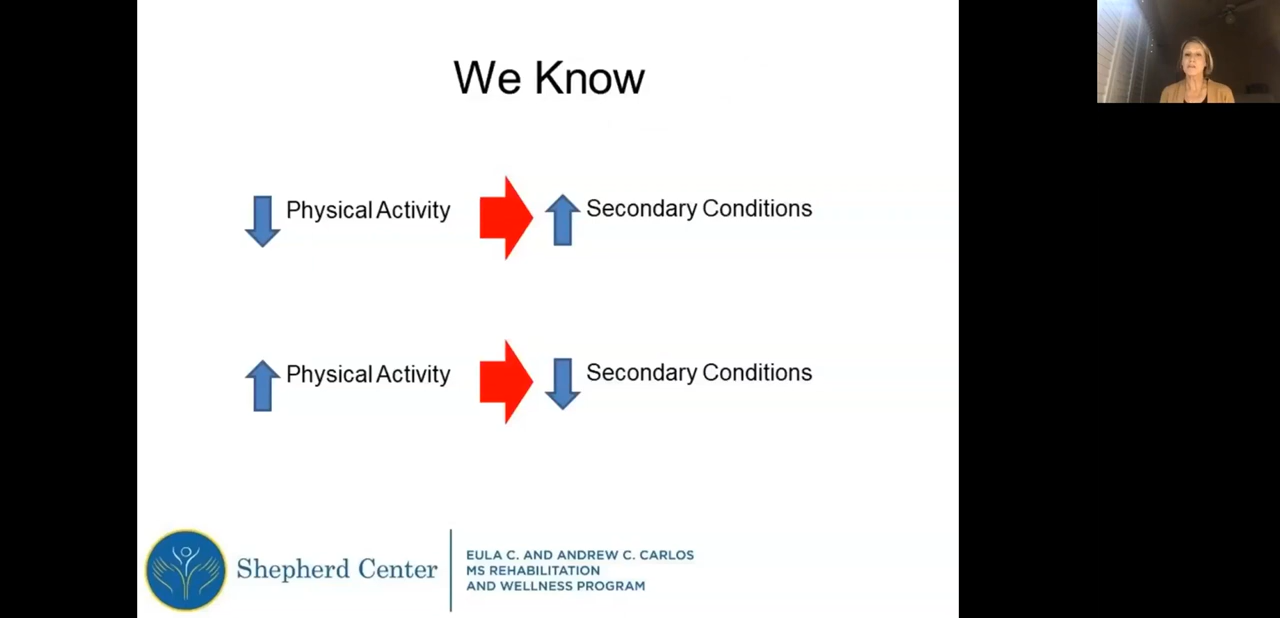 We Know
Physical Activity
Secondary Conditions
Physical Activity
Secondary Conditions
Shepherd Center
EULA C. AND ANDREW C. CARLOS
MS REHABILITATION
AND WELLNESS PROGRAM